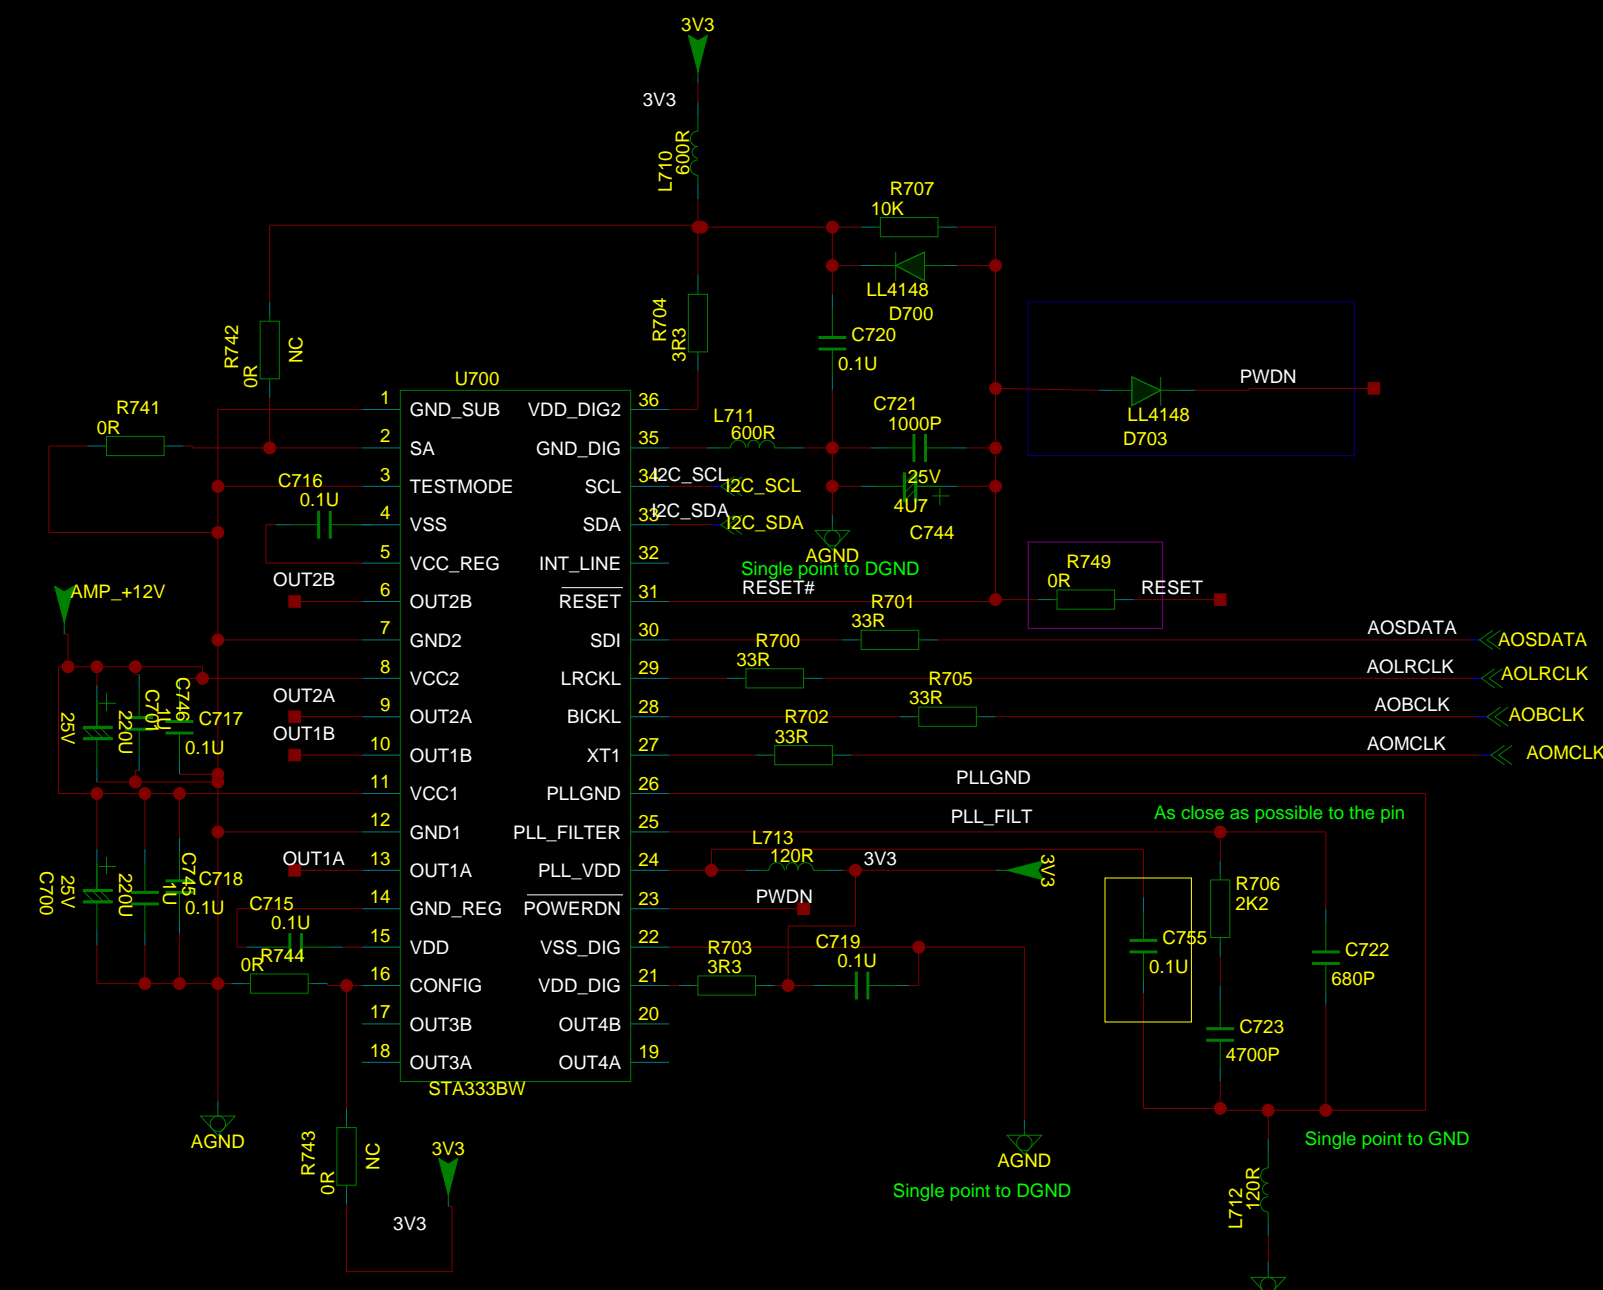 3V3
3V3
L710
600R
R707
10K
LL4148
D700
R704
3R3
C720
0.1U
R742
0R
NC
PWDN
LL4148
D703
U700
R741
0R
L711
600R
C721
1000P
25V
4U7
C744
AGND
Single point to DGND
1 GND_SUB VDD_DIG2 36
2 SA GND_DIG 35
3 TESTMODE SCL 34 I2C_SCL I2C_SCL
C716
0.1U
4 VSS SDA 33 I2C_SDA I2C_SDA
5 VCC_REG INT_LINE 32
OUT2B
6 OUT2B RESET 31 RESET#
R749
0R
RESET
AMP_+12V
7 GND2 SDI 30
R701
33R
AOSDATA AOSDATA
8 VCC2 LRCKL 29
R700
33R
AOLRCLK AOLRCLK
OUT2A
9 OUT2A BICKL 28
R705
33R
AOBCLK AOBCLK
OUT1B
10 OUT1B XT1 27
R702
33R
AOMCLK AOMCLK
25V
220U
C701
C746
1U
C717
0.1U
11 VCC1 PLLGND 26 PLLGND
12 GND1 PLL_FILTER 25 PLL_FILT
As close as possible to the pin
OUT1A
13 OUT1A PLL_VDD 24
L713
120R
3V3
3V3
C700
25V
220U
C745
1U
C718
0.1U
14 GND_REG POWERDN 23 PWDN
C715
0.1U
15 VDD VSS_DIG 22
R744
0R
16 CONFIG VDD_DIG 21
R703
3R3
C719
0.1U
17 OUT3B OUT4B 20
18 OUT3A OUT4A 19
STA333BW
R706
2K2
C755
0.1U
C722
680P
C723
4700P
AGND
R743
0R
NC
3V3
3V3
AGND
Single point to DGND
Single point to GND
L712
120R